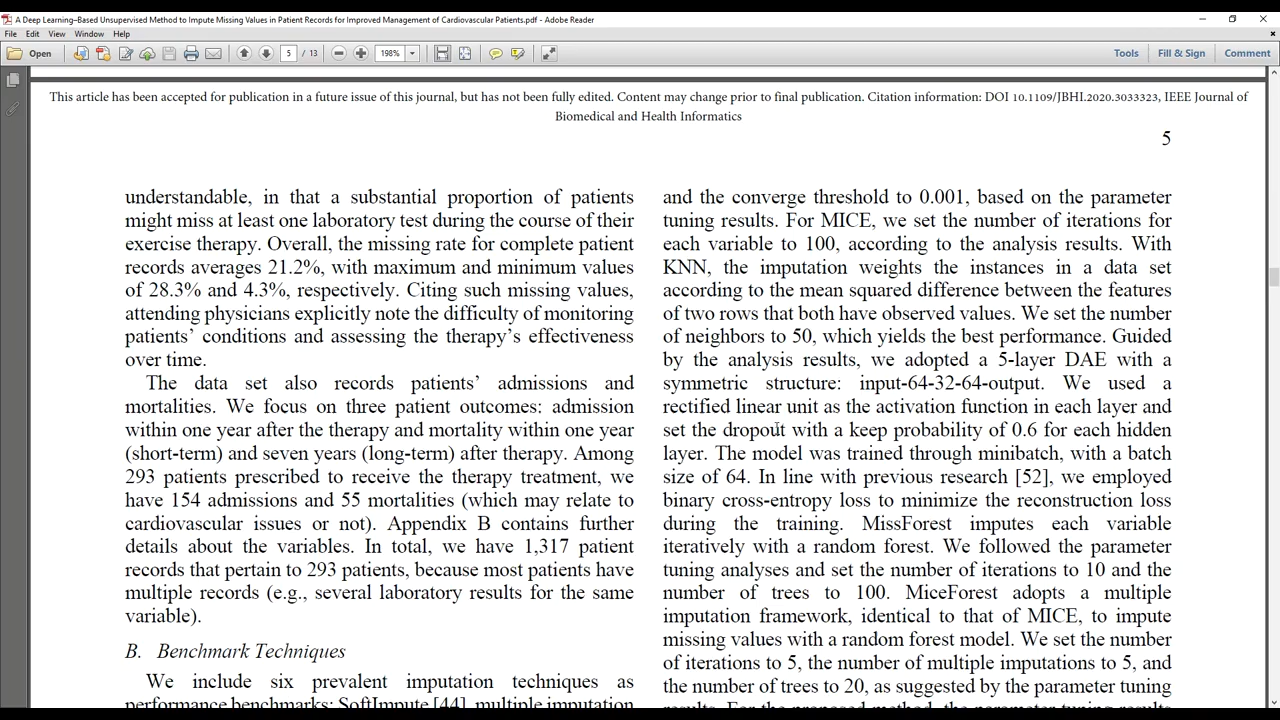 A Deep Learning–Based Unsupervised Method to Impute Missing Values in Patient Records for Improved Management of Cardiovascular Patients.pdf - Adobe Reader
File Edit View Window Help
Open 5 / 13 198% Tools Fill & Sign Comment
This article has been accepted for publication in a future issue of this journal, but has not been fully edited. Content may change prior to final publication. Citation information: DOI 10.1109/JBHI.2020.3033323, IEEE Journal of
Biomedical and Health Informatics
5
understandable, in that a substantial proportion of patients
might miss at least one laboratory test during the course of their
exercise therapy. Overall, the missing rate for complete patient
records averages 21.2%, with maximum and minimum values
of 28.3% and 4.3%, respectively. Citing such missing values,
attending physicians explicitly note the difficulty of monitoring
patients’ conditions and assessing the therapy’s effectiveness
over time.
The data set also records patients’ admissions and
mortalities. We focus on three patient outcomes: admission
within one year after the therapy and mortality within one year
(short-term) and seven years (long-term) after therapy. Among
293 patients prescribed to receive the therapy treatment, we
have 154 admissions and 55 mortalities (which may relate to
cardiovascular issues or not). Appendix B contains further
details about the variables. In total, we have 1,317 patient
records that pertain to 293 patients, because most patients have
multiple records (e.g., several laboratory results for the same
variable).
B. Benchmark Techniques
We include six prevalent imputation techniques as
performance benchmarks: SoftImpute [44], multiple imputation
and the converge threshold to 0.001, based on the parameter
tuning results. For MICE, we set the number of iterations for
each variable to 100, according to the analysis results. With
KNN, the imputation weights the instances in a data set
according to the mean squared difference between the features
of two rows that both have observed values. We set the number
of neighbors to 50, which yields the best performance. Guided
by the analysis results, we adopted a 5-layer DAE with a
symmetric structure: input-64-32-64-output. We used a
rectified linear unit as the activation function in each layer and
set the dropout with a keep probability of 0.6 for each hidden
layer. The model was trained through minibatch, with a batch
size of 64. In line with previous research [52], we employed
binary cross-entropy loss to minimize the reconstruction loss
during the training. MissForest imputes each variable
iteratively with a random forest. We followed the parameter
tuning analyses and set the number of iterations to 10 and the
number of trees to 100. MiceForest adopts a multiple
imputation framework, identical to that of MICE, to impute
missing values with a random forest model. We set the number
of iterations to 5, the number of multiple imputations to 5, and
the number of trees to 20, as suggested by the parameter tuning
results. For the proposed method, the parameter tuning results